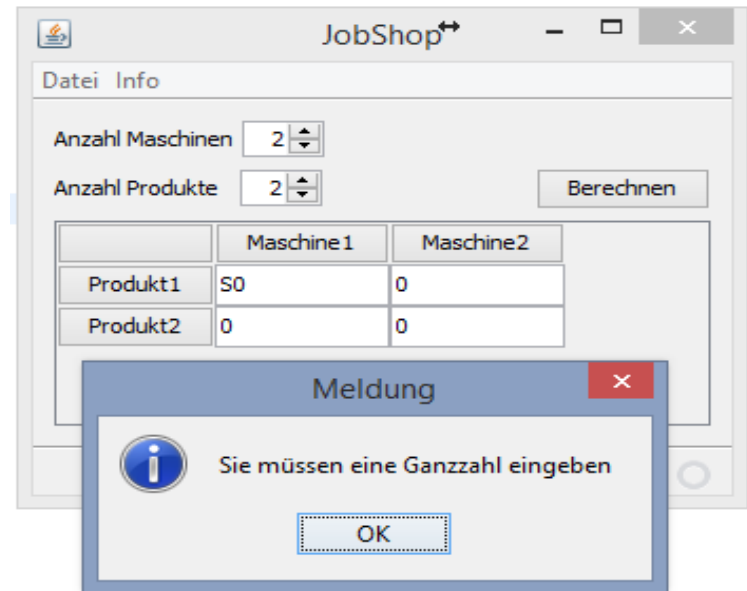 JobShop
Datei Info
Anzahl Maschinen 2
Anzahl Produkte 2 Berechnen
Maschine1 Maschine2
Produkt1 S0 0
Produkt2 0 0
Meldung
Sie müssen eine Ganzzahl eingeben
OK